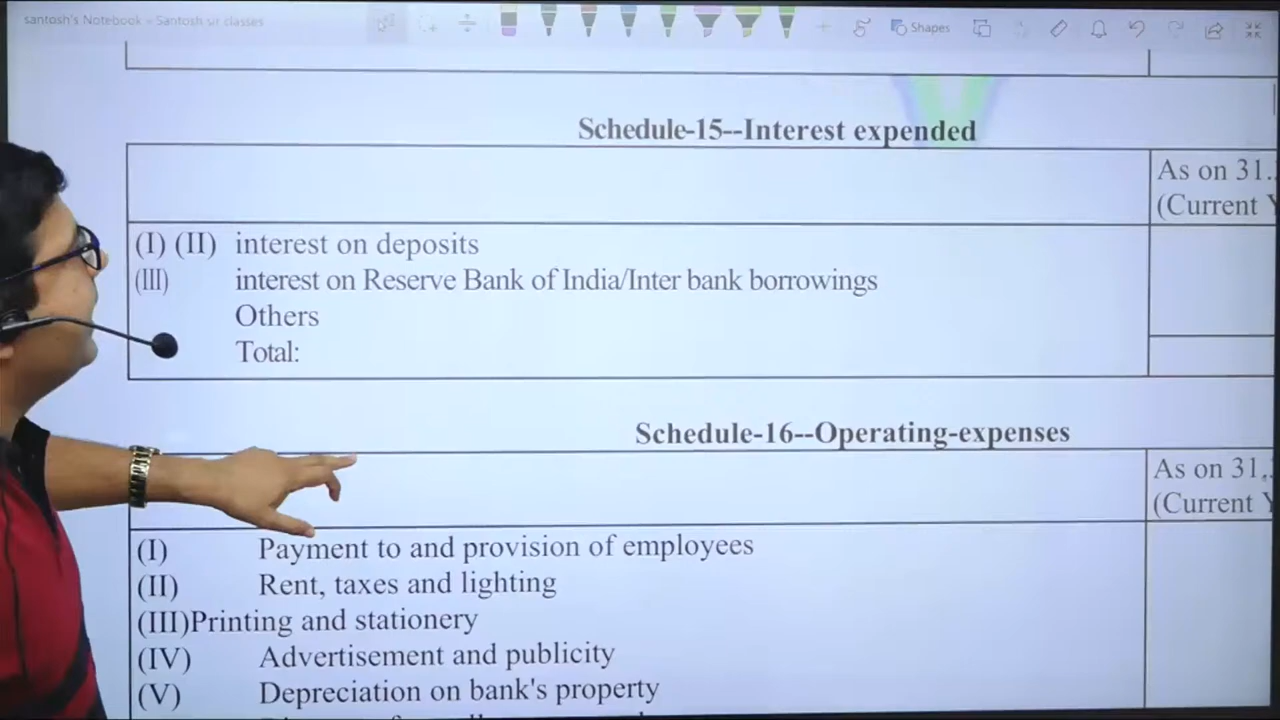 santosh's Notebook - Santosh sir classes
Shapes
Schedule-15--Interest expended
As on 31.
(Current Y
(I) (II) interest on deposits
(III) interest on Reserve Bank of India/Inter bank borrowings
Others
Total:
Schedule-16--Operating-expenses
As on 31,.
(Current Y
(I) Payment to and provision of employees
(II) Rent, taxes and lighting
(III)Printing and stationery
(IV) Advertisement and publicity
(V) Depreciation on bank's property